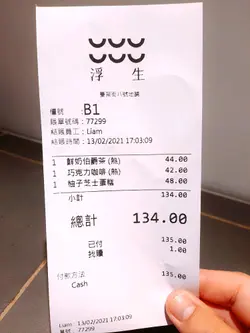 浮 生
檯號 : B1
賬單號碼 : 77299
結賬員工 : Liam
結賬時間 : 13/02/2021 17:03:09
1 鮮奶伯爵茶 (熱) 44.00
1 巧克力咖啡 (熱) 42.00
1 柚子芝士蛋糕 48.00
小計 134.00
總計 134.00
已付 135.00
找贖 1.00
付款方法
Cash 135.00
Liam 13/02/2021 17:03:09
77299